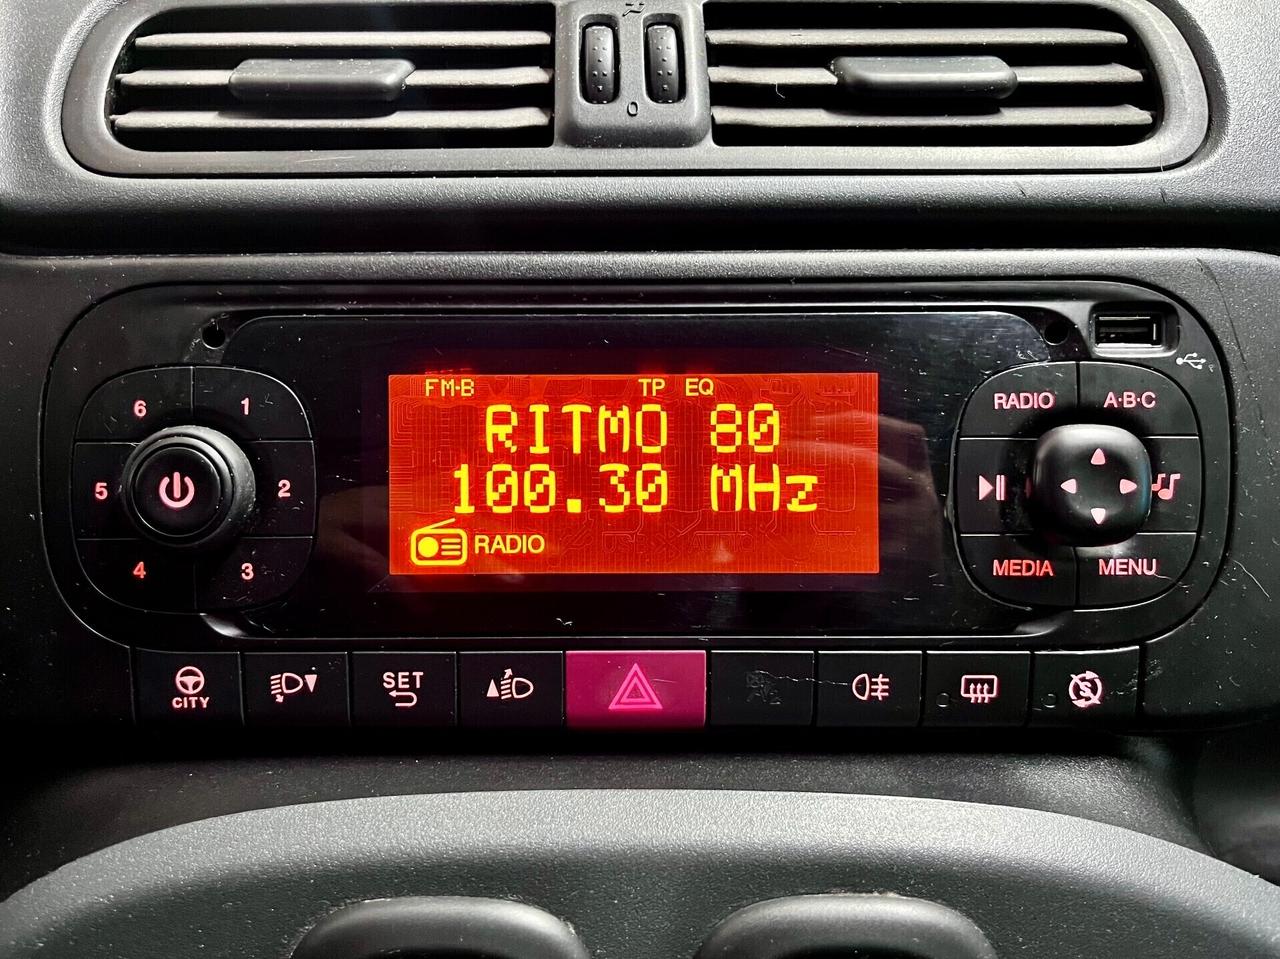 0
6 1
5 2
4 3
FM-B TP EQ
RITMO 80
100.30 MHz
RADIO
RADIO A·B·C
MEDIA MENU
CITY
SET
S